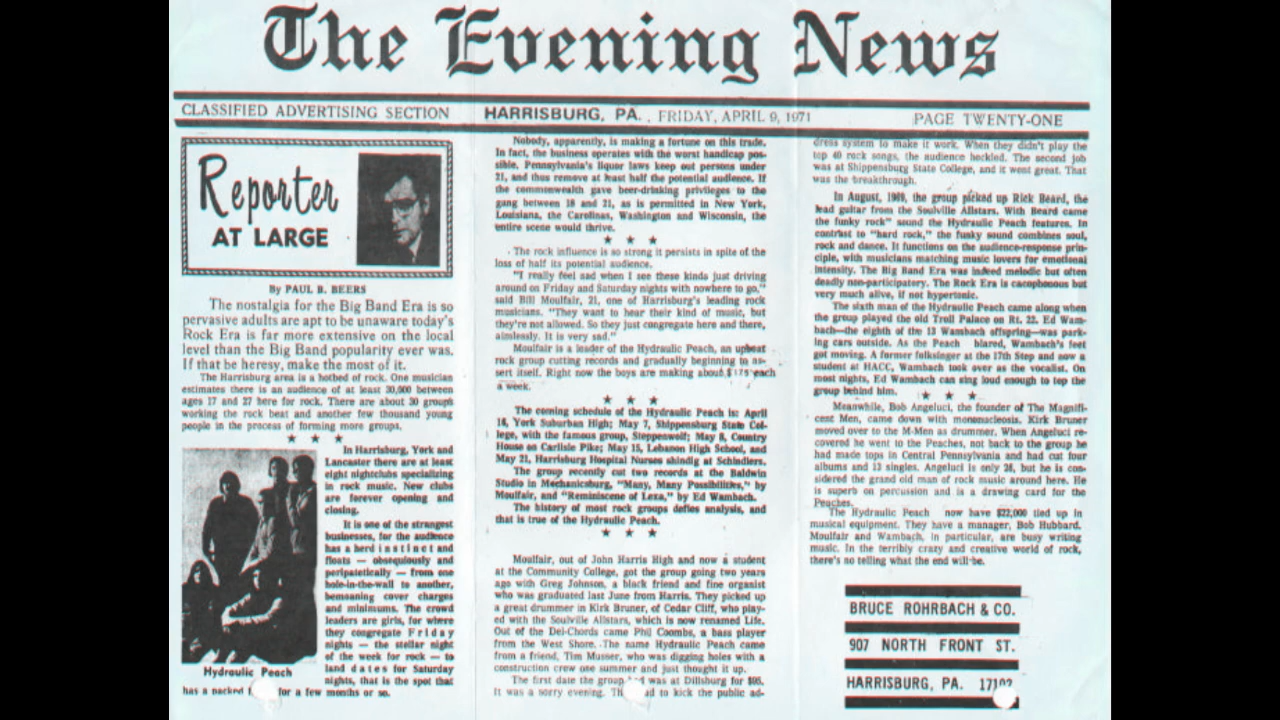 The Evening News
CLASSIFIED ADVERTISING SECTION HARRISBURG, PA., FRIDAY, APRIL 9, 1971 PAGE TWENTY-ONE
Reporter
AT LARGE
By PAUL B. BEERS
The nostalgia for the Big Band Era is so
pervasive adults are apt to be unaware today's
Rock Era is far more extensive on the local
level than the Big Band popularity ever was.
If that be heresy, make the most of it.
The Harrisburg area is a hotbed of rock. One musician
estimates there is an audience of at least 30,000 between
ages 17 and 27 here for rock. There are about 30 groups
working the rock beat and another few thousand young
people in the process of forming more groups.
★ ★ ★
In Harrisburg, York and
Lancaster there are at least
eight nightclubs specializing
in rock music. New clubs
are forever opening and
closing.
It is one of the strangest
businesses, for the audience
has a herd instinct and
floats — obsequiously and
peripatetically — from one
hole-in-the-wall to another,
bemoaning cover charges
and minimums. The crowd
leaders are girls, for where
they congregate Friday
nights — the stellar night
of the week for rock — to
land dates for Saturday
nights, that is the spot that
Hydraulic Peach
has a packed for a few months or so.
Nobody, apparently, is making a fortune on this trade.
In fact, the business operates with the worst handicap pos-
sible. Pennsylvania's liquor laws keep out persons under
21, and thus remove at least half the potential audience. If
the commonwealth gave beer-drinking privileges to the
gang between 18 and 21, as is permitted in New York,
Louisiana, the Carolinas, Washington and Wisconsin, the
entire scene would thrive.
★ ★ ★
The rock influence is so strong it persists in spite of the
loss of half its potential audience.
"I really feel sad when I see these kinds just driving
around on Friday and Saturday nights with nowhere to go,"
said Bill Moulfair, 21, one of Harrisburg's leading rock
musicians. "They want to hear their kind of music, but
they're not allowed. So they just congregate here and there,
aimlessly. It is very sad."
Moulfair is a leader of the Hydraulic Peach, an upbeat
rock group cutting records and gradually beginning to as-
sert itself. Right now the boys are making about $175 each
a week.
★ ★ ★
The coming schedule of the Hydraulic Peach is: April
York Suburban High; May 7, Shippensburg State Col-
lege, with the famous group, Steppenwolf; May 8, Country
House on Carlisle Pike; May 15, Lebanon High School, and
May 21, Harrisburg Hospital Nurses shindig at Schindlers.
The group recently cut two records at the Baldwin
Studio in Mechanicsburg, "Many, Many Possibilities," by
Moulfair, and "Reminiscene of Lexa," by Ed Wambach.
The history of most rock groups defies analysis, and
that is true of the Hydraulic Peach.
★ ★ ★
Moulfair, out of John Harris High and now a student
at the Community College, got the group going two years
ago with Greg Johnson, a black friend and fine organist
who was graduated last June from Harris. They picked up
a great drummer in Kirk Bruner, of Cedar Cliff, who play-
ed with the Soulville Allstars, which is now renamed Life.
Out of the Del-Chords came Phil Coombs, a bass player
from the West Shore. The name Hydraulic Peach came
from a friend, Tim Musser, who was digging holes with a
construction crew one summer and just thought it up.
The first date the group had was at Dillsburg for
It was a sorry evening. to kick the public ad-
dress system to make it work. When they didn't play the
top 40 rock songs, the audience heckled. The second job
was at Shippensburg State College, and it went great. That
was the breakthrough.
In August, 1969, the group picked up Rick Beard, the
lead guitar from the Soulville Allstars. With Beard came
the funky rock" sound the Hydraulic Peach features. In
contrast to "hard rock," the funky sound combines soul,
rock and dance. It functions on the audience-response prin-
ciple, with musicians matching music lovers for emotional
intensity. The Big Band Era was indeed melodic but often
deadly non-participatory. The Rock Era is cacophonous but
very much alive, if not hypertonic.
The sixth man of the Hydraulic Peach came along when
the group played the old Troll Palace on Rt. 22. Ed Wam-
bach—the eighth of the 13 Wambach offspring—was park-
ing cars outside. As the Peach blared, Wambach's feet
got moving. A former folksinger at the 17th Step and now a
student at HACC, Wambach took over as the vocalist. On
most nights, Ed Wambach can sing loud enough to top the
group behind him.
★ ★ ★
Meanwhile, Bob Angeluci, the founder of The Magnifi-
cent Men, came down with mononucleosis. Kirk Bruner
moved over to the M-Men as drummer. When Angeluci re-
covered he went to the Peaches, not back to the group he
had made tops in Central Pennsylvania and had cut four
albums and 13 singles. Angeluci is only 28, but he is con-
sidered the grand old man of rock music around here. He
is superb on percussion and is a drawing card for the
Peaches.
The Hydraulic Peach now have $22,000 tied up in
musical equipment. They have a manager, Bob Hubbard.
Moulfair and Wambach, in particular, are busy writing
music. In the terribly crazy and creative world of rock,
there's no telling what the end will be.
BRUCE ROHRBACH & CO.
907 NORTH FRONT ST.
HARRISBURG, PA. 17102